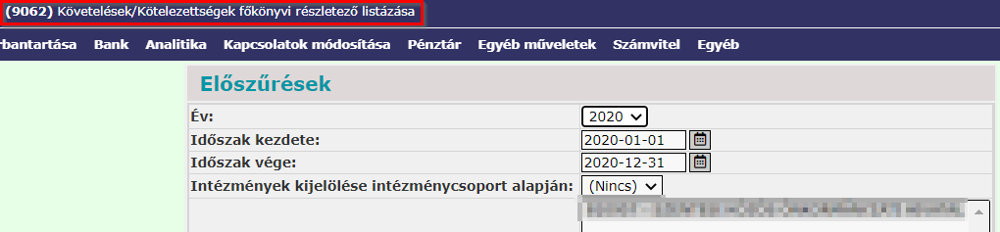 (9062) Követelések/Kötelezettségek főkönyvi részletező listázása
rbantartása Bank Analitika Kapcsolatok módosítása Pénztár Egyéb műveletek Számvitel Egyéb
Előszűrések
Év: 2020
Időszak kezdete: 2020-01-01
Időszak vége: 2020-12-31
Intézmények kijelölése intézménycsoport alapján: (Nincs)